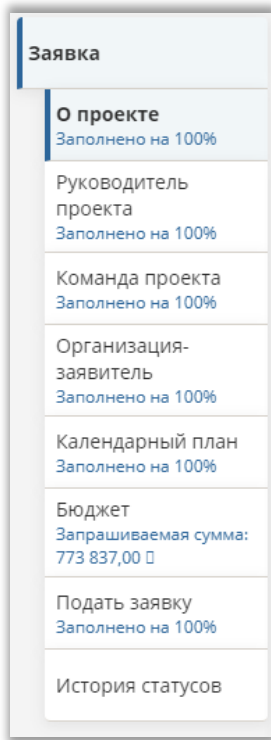 Заявка
О проекте
Заполнено на 100%
Руководитель
проекта
Заполнено на 100%
Команда проекта
Заполнено на 100%
Организация-
заявитель
Заполнено на 100%
Календарный план
Заполнено на 100%
Бюджет
Запрашиваемая сумма:
773 837,00 ▯
Подать заявку
Заполнено на 100%
История статусов